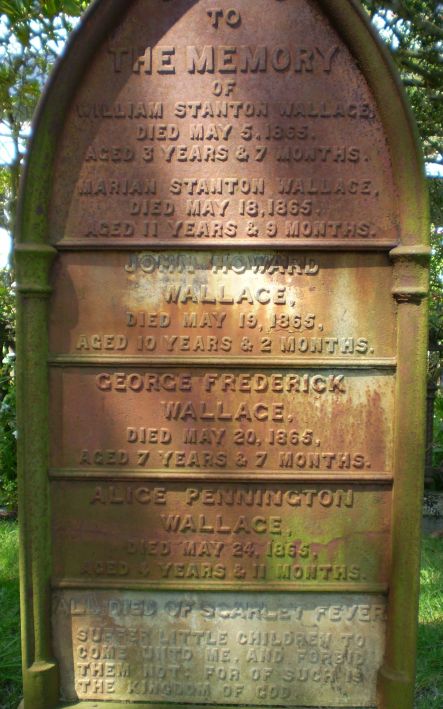 TO
THE MEMORY
OF
WILLIAM STANTON WALLACE,
DIED MAY 5, 1865.
AGED 3 YEARS & 7 MONTHS.
MARIAN STANTON WALLACE,
DIED MAY 18, 1865,
AGED 11 YEARS & 9 MONTHS.
JOHN HOWARD
WALLACE,
DIED MAY 19, 1865,
AGED 10 YEARS & 2 MONTHS.
GEORGE FREDERICK
WALLACE,
DIED MAY 20, 1865,
AGED 7 YEARS & 7 MONTHS.
ALICE PENNINGTON
WALLACE,
DIED MAY 24, 1865,
AGED 4 YEARS & 11 MONTHS.
ALL DIED OF SCARLET FEVER
SUFFER LITTLE CHILDREN TO
COME UNTO ME, AND FORBID
THEM NOT: FOR OF SUCH IS
THE KINGDOM OF GOD.